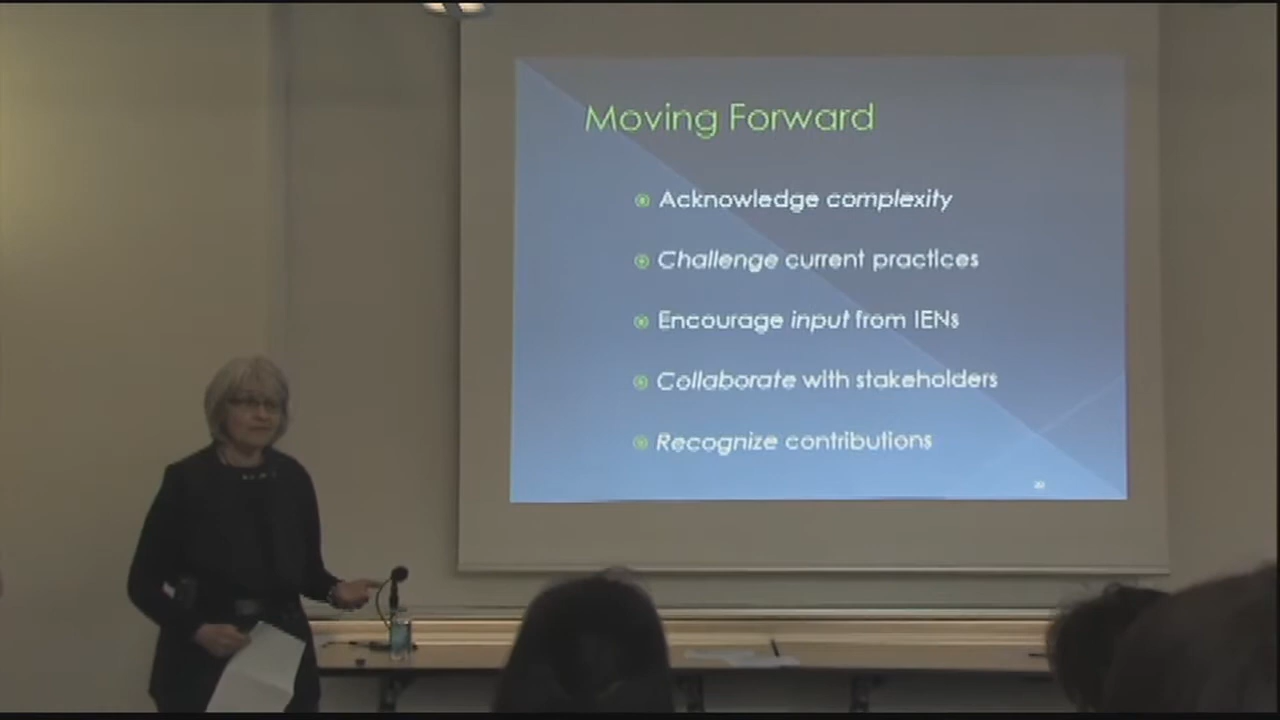 Moving Forward
Acknowledge complexity
Challenge current practices
Encourage input from IENs
Collaborate with stakeholders
Recognize contributions